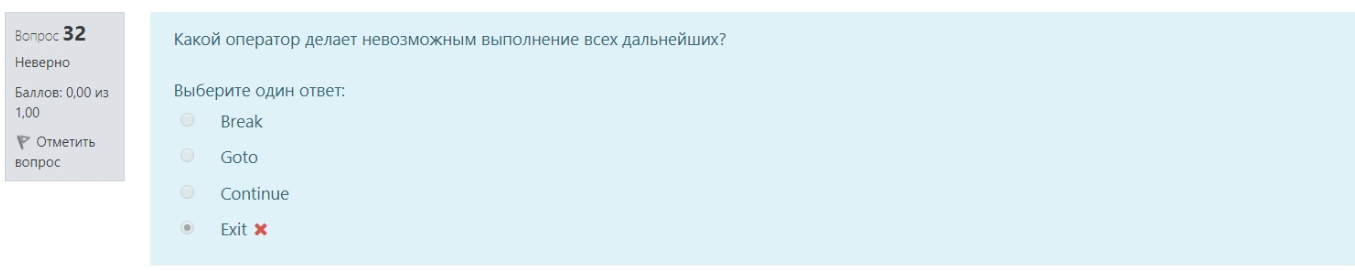 Вопрос 32
Неверно
Баллов: 0,00 из
1,00
Отметить
вопрос
Какой оператор делает невозможным выполнение всех дальнейших?
Выберите один ответ:
Break
Goto
Continue
Exit